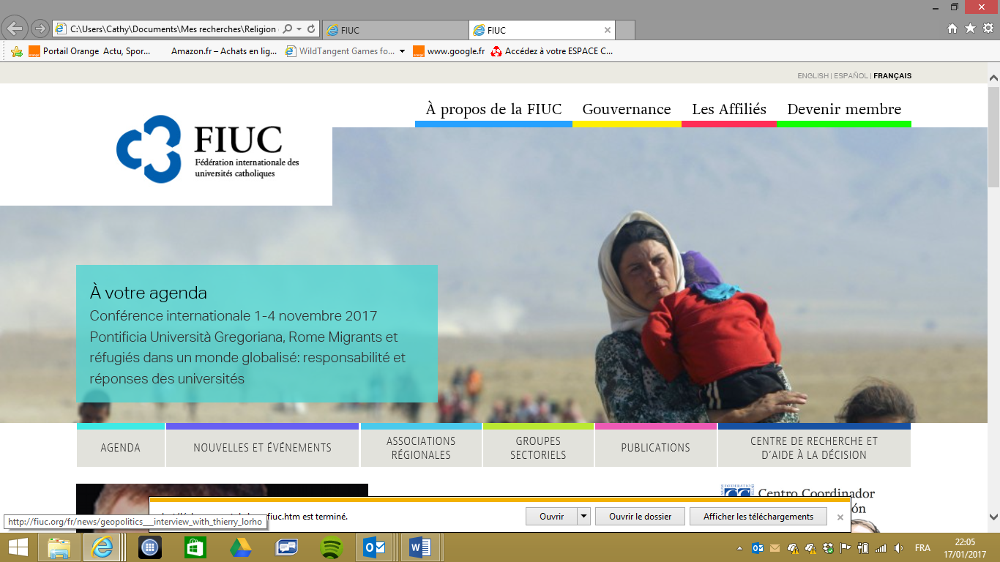 C:\Users\Cathy\Documents\Mes recherches\Religion
FIUC
FIUC
Portail Orange Actu, Spor...
Amazon.fr – Achats en lig...
WildTangent Games fo...
www.google.fr
Accédez à votre ESPACE C...
ENGLISH | ESPAÑOL | FRANÇAIS
À propos de la FIUC
Gouvernance
Les Affiliés
Devenir membre
FIUC
Fédération internationale des
universités catholiques
À votre agenda
Conférence internationale 1-4 novembre 2017
Pontificia Università Gregoriana, Rome Migrants et
réfugiés dans un monde globalisé: responsabilité et
réponses des universités
AGENDA
NOUVELLES ET ÉVÉNEMENTS
ASSOCIATIONS
RÉGIONALES
GROUPES
SECTORIELS
PUBLICATIONS
CENTRE DE RECHERCHE ET
D'AIDE À LA DÉCISION
Centro Coordinador
fiuc.htm est terminé.
Ouvrir
Ouvrir le dossier
Afficher les téléchargements
http://fiuc.org/fr/news/geopolitics___interview_with_thierry_lorho
FRA
22:05
17/01/2017